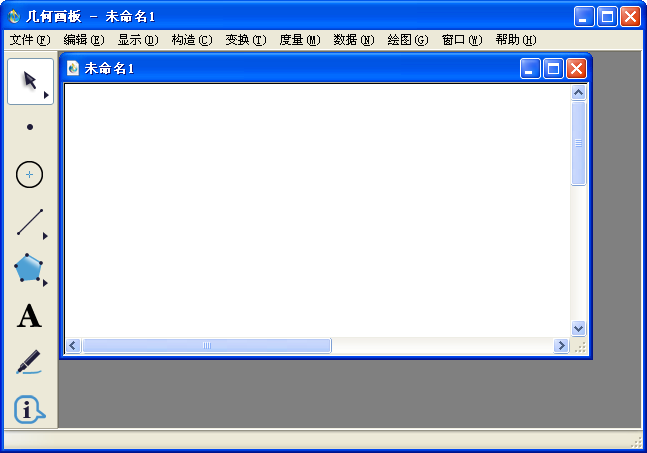 几何画板 - 未命名1
文件(F) 编辑(E) 显示(D) 构造(C) 变换(T) 度量(M) 数据(N) 绘图(G) 窗口(W) 帮助(H)
未命名1
A
i